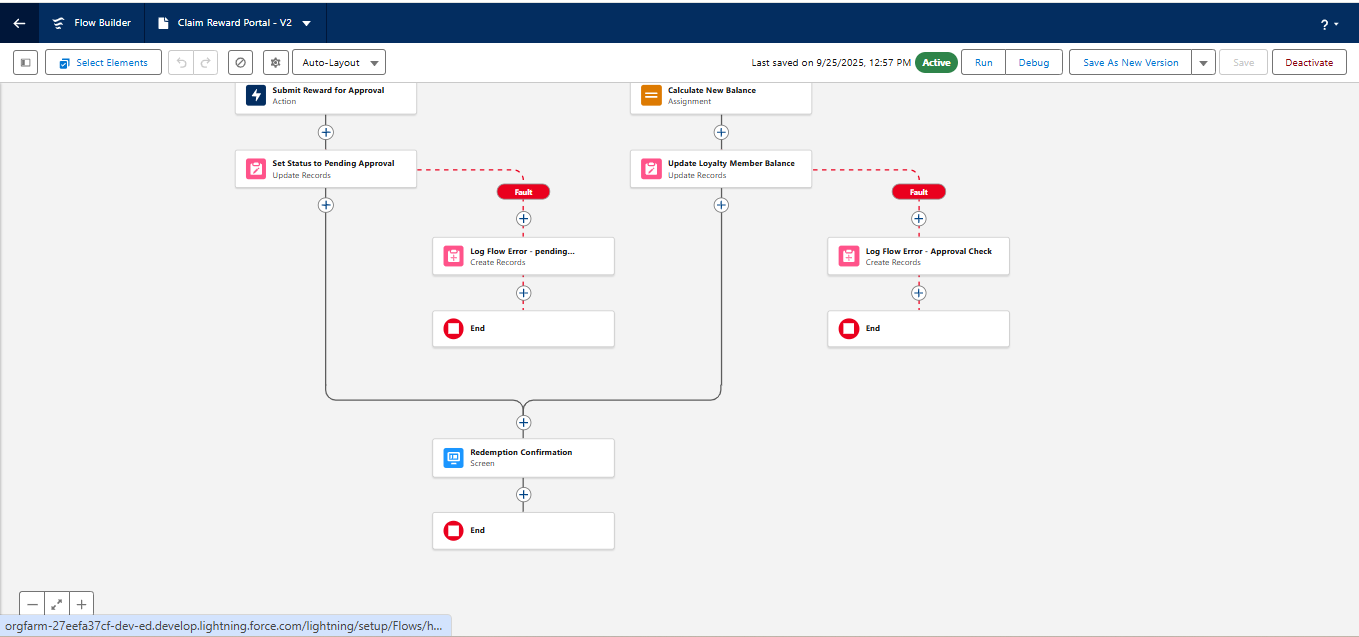 Flow Builder
Claim Reward Portal - V2
?
Select Elements
Auto-Layout
Last saved on 9/25/2025, 12:57 PM
Active
Run
Debug
Save As New Version
Save
Deactivate
Submit Reward for Approval
Action
Calculate New Balance
Assignment
Set Status to Pending Approval
Update Records
Update Loyalty Member Balance
Update Records
Fault
Fault
Log Flow Error - pending...
Create Records
Log Flow Error - Approval Check
Create Records
End
End
Redemption Confirmation
Screen
End
orgfarm-27eefa37cf-dev-ed.develop.lightning.force.com/lightning/setup/Flows/h...